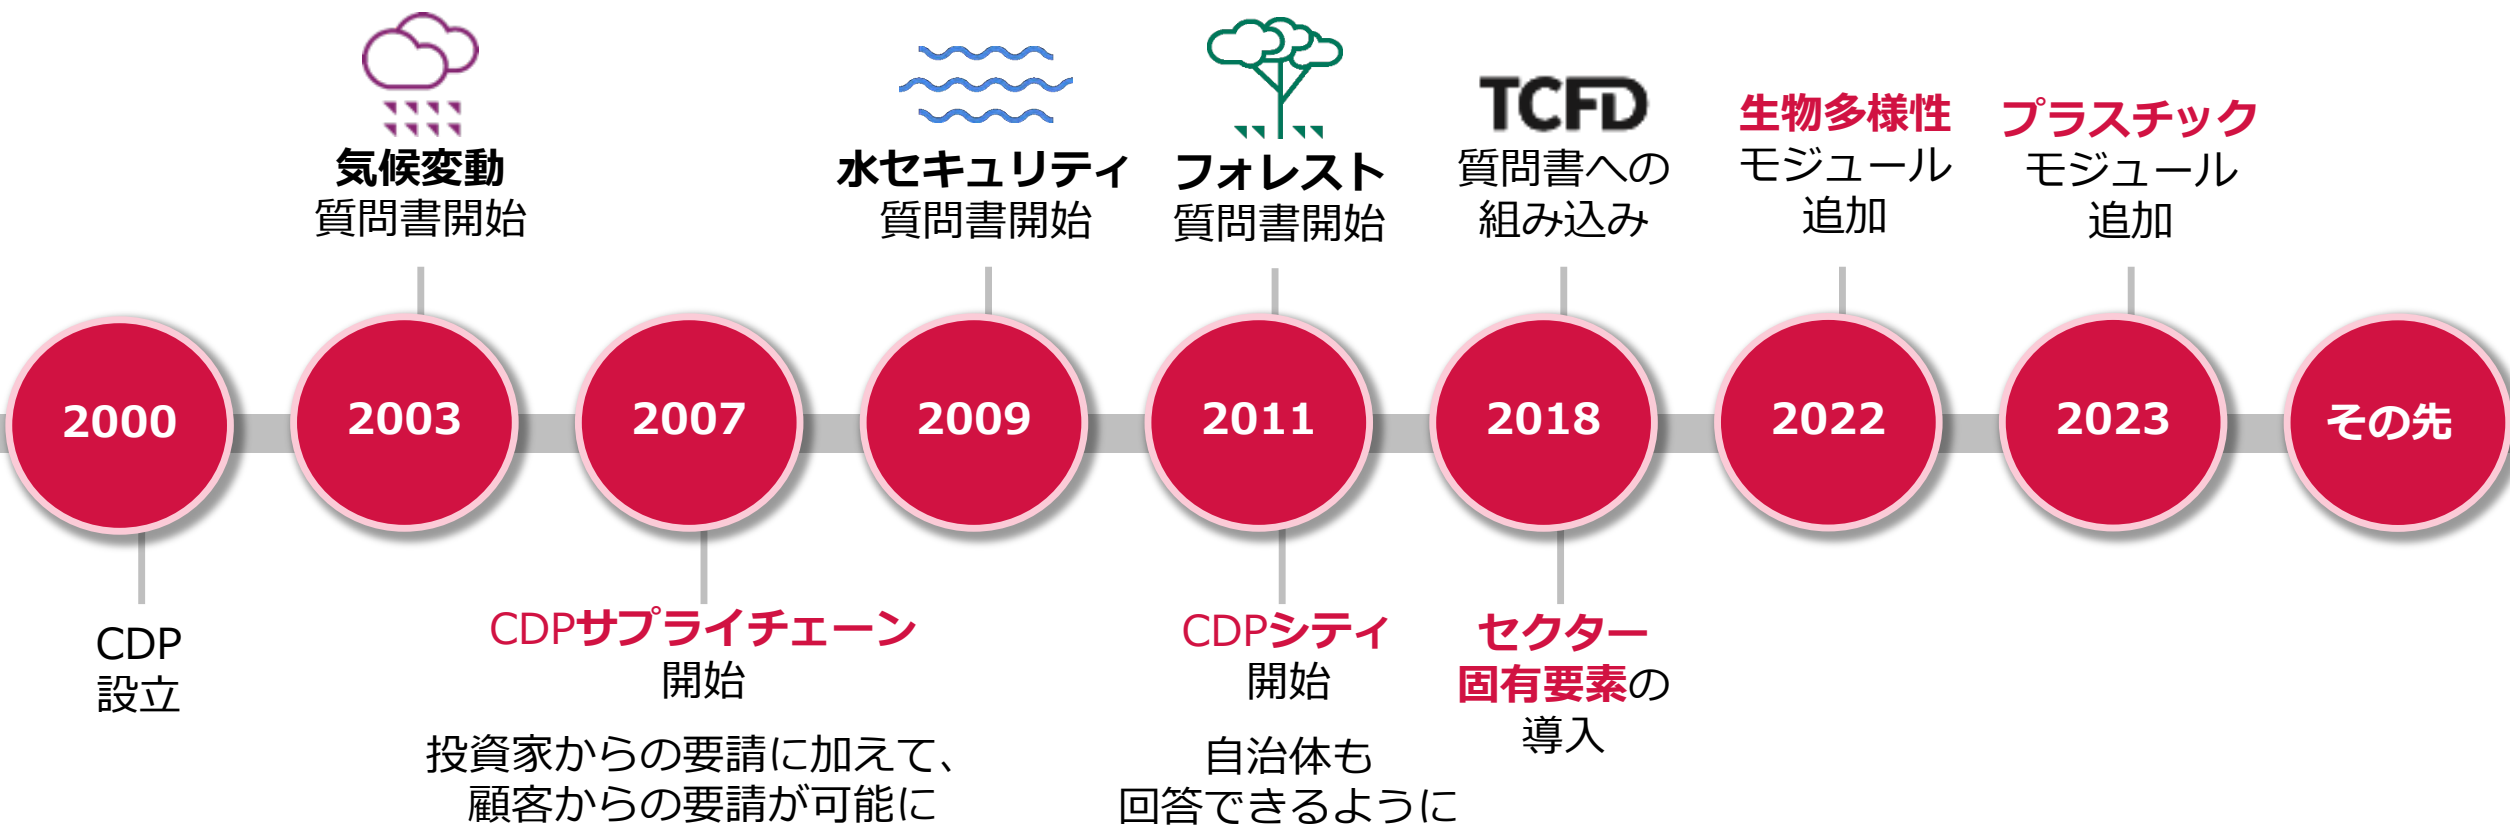 気候変動
質問書開始
水セキュリティ
質問書開始
フォレスト
質問書開始
TCFD
質問書への
組み込み
生物多様性
モジュール
追加
プラスチック
モジュール
追加
2000
2003
2007
2009
2011
2018
2022
2023
その先
CDP
設立
CDPサプライチェーン
開始
投資家からの要請に加えて、
顧客からの要請が可能に
CDPシティ
開始
自治体も
回答できるように
セクター
固有要素の
導入